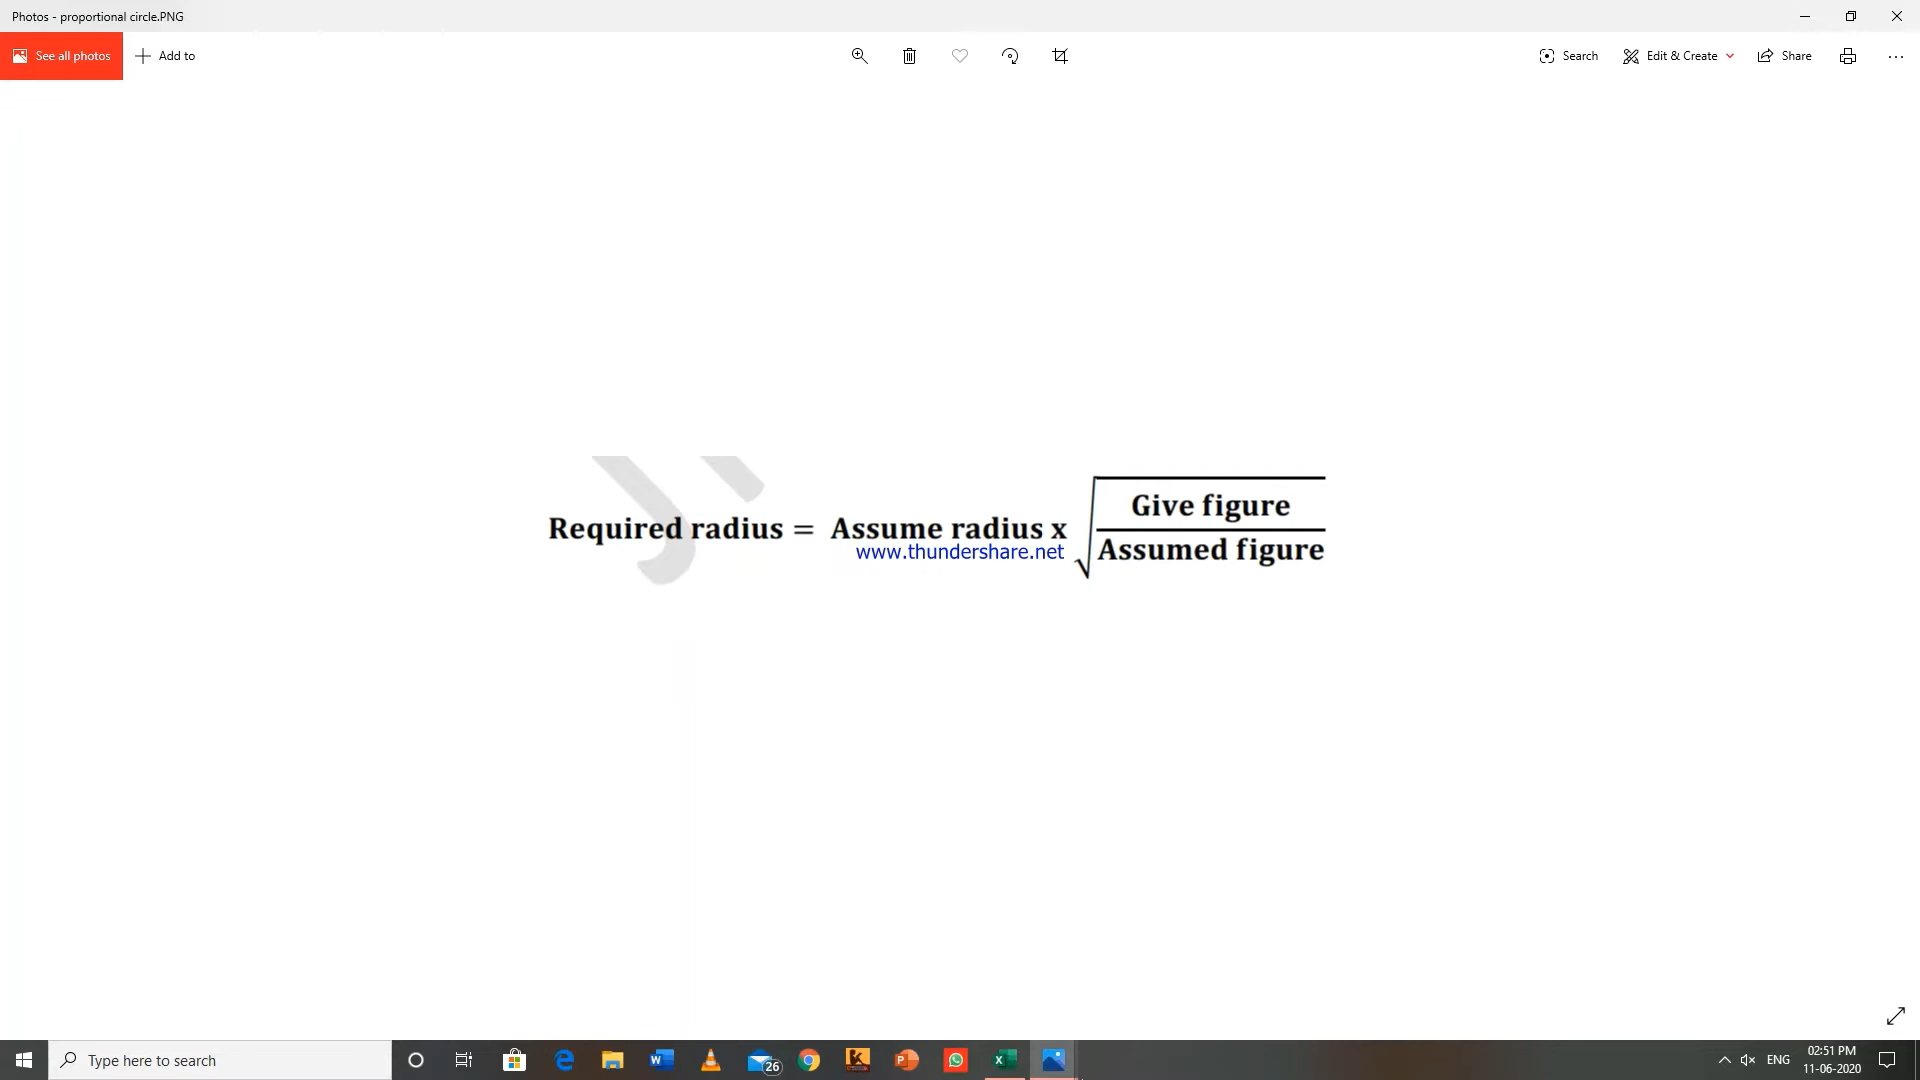 Photos - proportional circle.PNG
See all photos
Add to
Search
Edit & Create
Share
Required radius = Assume radius x √
Give figure
Assumed figure
www.thundershare.net
Type here to search
W
26
K
P
X
ENG
02:51 PM
11-06-2020